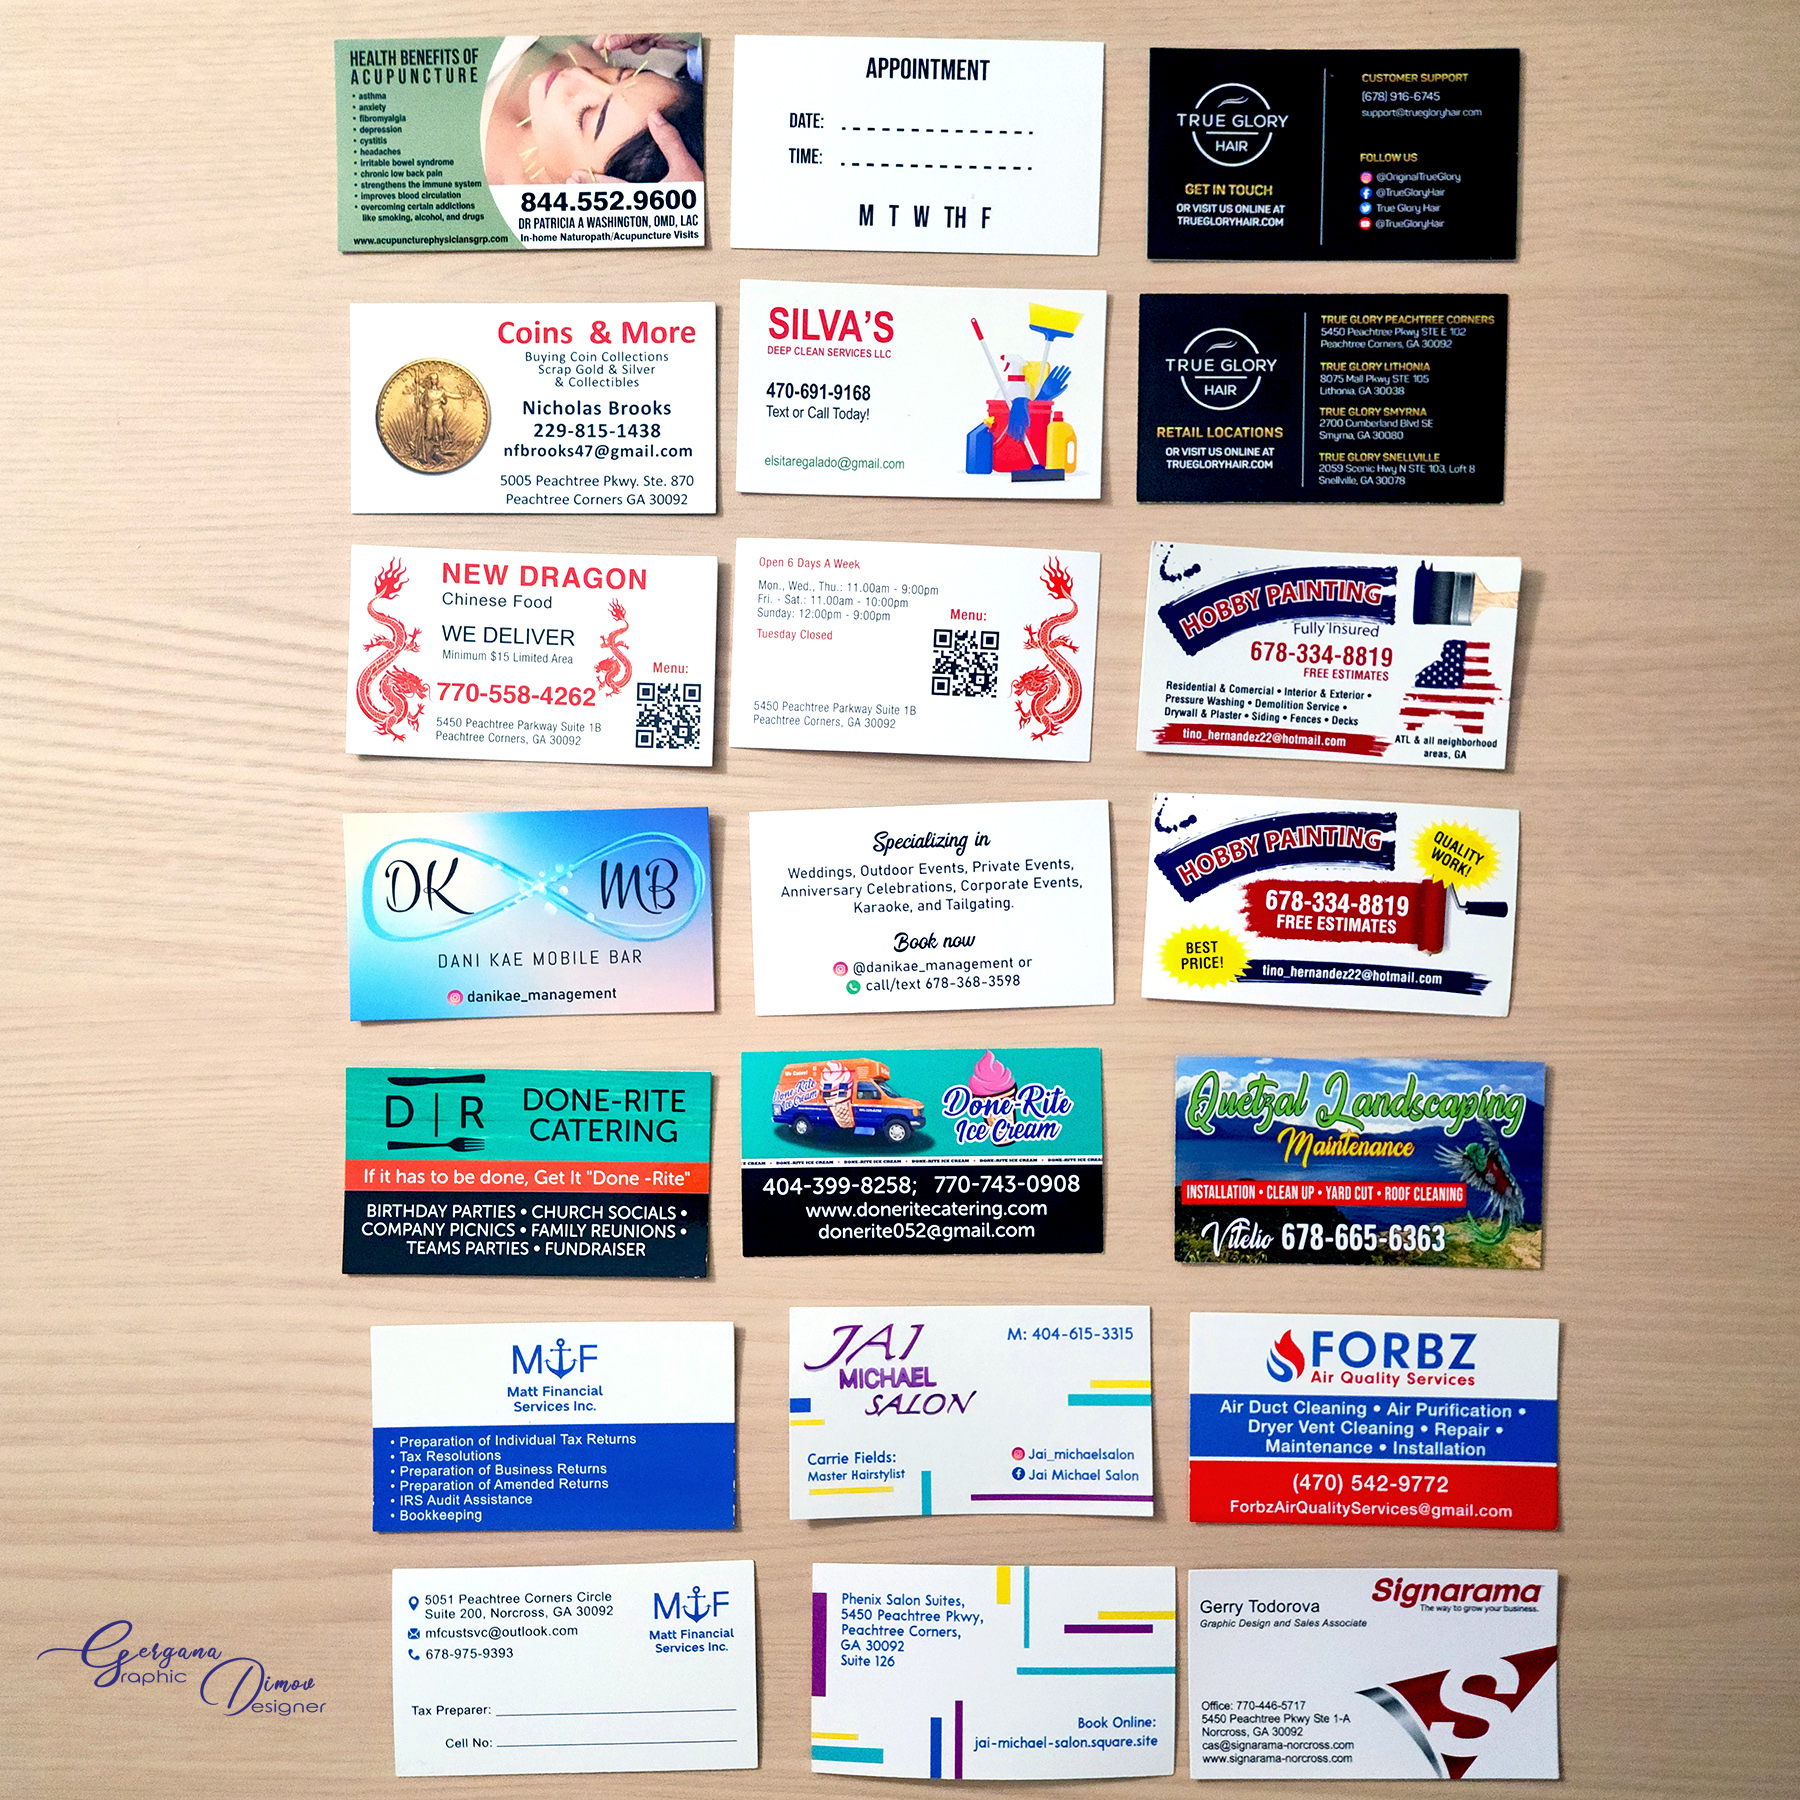 HEALTH BENEFITS OF
ACUPUNCTURE
• asthma
• anxiety
• fibromyalgia
• depression
• cystitis
• headaches
• irritable bowel syndrome
• chronic low back pain
• strengthens the immune system
• improves blood circulation
• overcoming certain addictions
like smoking, alcohol, and drugs
www.acupuncturephysiciansgrp.com
844.552.9600
DR PATRICIA A WASHINGTON, OMD, LAC
In-home Naturopath/Acupuncture Visits
APPOINTMENT
DATE:
TIME:
M T W TH F
TRUE GLORY
HAIR
GET IN TOUCH
OR VISIT US ONLINE AT
TRUEGLORYHAIR.COM
CUSTOMER SUPPORT
(678) 916-6745
support@truegloryhair.com
FOLLOW US
@OriginalTrueGlory
@TrueGloryHair
True Glory Hair
@TrueGloryHair
Coins & More
Buying Coin Collections
Scrap Gold & Silver
& Collectibles
Nicholas Brooks
229-815-1438
nfbrooks47@gmail.com
5005 Peachtree Pkwy. Ste. 870
Peachtree Corners GA 30092
SILVA'S
DEEP CLEAN SERVICES LLC
470-691-9168
Text or Call Today!
elsitaregalado@gmail.com
TRUE GLORY
HAIR
RETAIL LOCATIONS
OR VISIT US ONLINE AT
TRUEGLORYHAIR.COM
TRUE GLORY PEACHTREE CORNERS
5450 Peachtree Pkwy STE E 102
Peachtree Corners, GA 30092
TRUE GLORY LITHONIA
8075 Mall Pkwy STE 105
Lithonia, GA 30038
TRUE GLORY SMYRNA
2700 Cumberland Blvd SE
Smyrna, GA 30080
TRUE GLORY SNELLVILLE
2059 Scenic Hwy N STE 103, Loft 8
Snellville, GA 30078
NEW DRAGON
Chinese Food
WE DELIVER
Minimum $15 Limited Area
770-558-4262
5450 Peachtree Parkway Suite 1B
Peachtree Corners, GA 30092
Menu:
Open 6 Days A Week
Mon., Wed., Thu.: 11.00am - 9:00pm
Fri. - Sat.: 11.00am - 10:00pm
Sunday: 12:00pm - 9:00pm
Tuesday Closed
Menu:
5450 Peachtree Parkway Suite 1B
Peachtree Corners, GA 30092
HOBBY PAINTING
Fully Insured
678-334-8819
FREE ESTIMATES
Residential & Comercial • Interior & Exterior •
Pressure Washing • Demolition Service •
Drywall & Plaster • Siding • Fences • Decks
tino_hernandez22@hotmail.com
ATL & all neighborhood
areas, GA
DK MB
DANI KAE MOBILE BAR
danikae_management
Specializing in
Weddings, Outdoor Events, Private Events,
Anniversary Celebrations, Corporate Events,
Karaoke, and Tailgating.
Book now
@danikae_management or
call/text 678-368-3598
HOBBY PAINTING
QUALITY
WORK!
678-334-8819
FREE ESTIMATES
BEST
PRICE!
tino_hernandez22@hotmail.com
D | R
DONE-RITE
CATERING
If it has to be done, Get It "Done -Rite"
BIRTHDAY PARTIES • CHURCH SOCIALS •
COMPANY PICNICS • FAMILY REUNIONS •
TEAMS PARTIES • FUNDRAISER
We Cater!
Done-Rite
Ice Cream
Done-Rite
Ice Cream
E CREAM • DONE-RITE ICE CREAM • DONE-RITE ICE CREAM • DONE-RITE ICE CREAM • DONE-RITE ICE CREAM
404-399-8258; 770-743-0908
www.doneritecatering.com
donerite052@gmail.com
Quetzal Landscaping
Maintenance
INSTALLATION • CLEAN UP • YARD CUT • ROOF CLEANING
Vitelio 678-665-6363
M F
Matt Financial
Services Inc.
• Preparation of Individual Tax Returns
• Tax Resolutions
• Preparation of Business Returns
• Preparation of Amended Returns
• IRS Audit Assistance
• Bookkeeping
JAI
MICHAEL
SALON
M: 404-615-3315
Carrie Fields:
Master Hairstylist
Jai_michaelsalon
Jai Michael Salon
FORBZ
Air Quality Services
Air Duct Cleaning • Air Purification •
Dryer Vent Cleaning • Repair •
Maintenance • Installation
(470) 542-9772
ForbzAirQualityServices@gmail.com
5051 Peachtree Corners Circle
Suite 200, Norcross, GA 30092
mfcustsvc@outlook.com
678-975-9393
M F
Matt Financial
Services Inc.
Tax Preparer:
Cell No:
Phenix Salon Suites,
5450 Peachtree Pkwy,
Peachtree Corners,
GA 30092
Suite 126
Book Online:
jai-michael-salon.square.site
Signarama
The way to grow your business.
Gerry Todorova
Graphic Design and Sales Associate
S
Office: 770-446-5717
5450 Peachtree Pkwy Ste 1-A
Norcross, GA 30092
cas@signarama-norcross.com
www.signarama-norcross.com
Gergana
Graphic Dimov
Designer